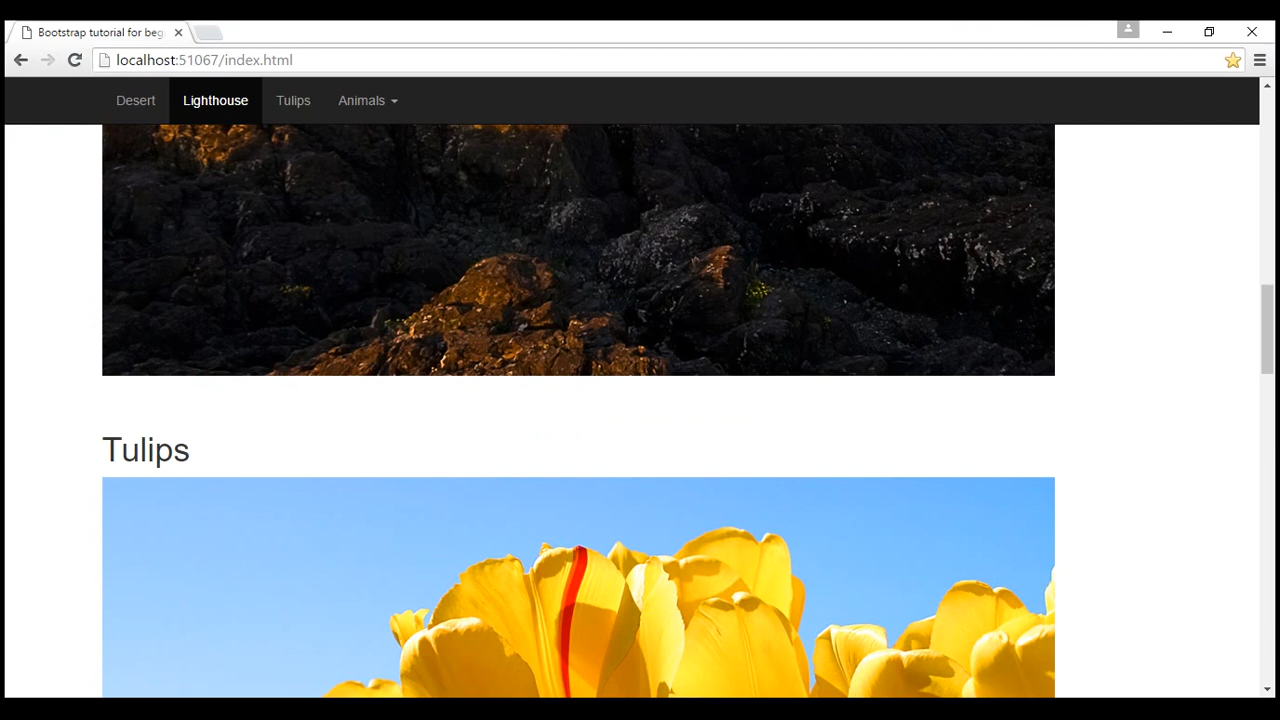 Bootstrap tutorial for beg
localhost:51067/index.html
Desert Lighthouse Tulips Animals
Tulips